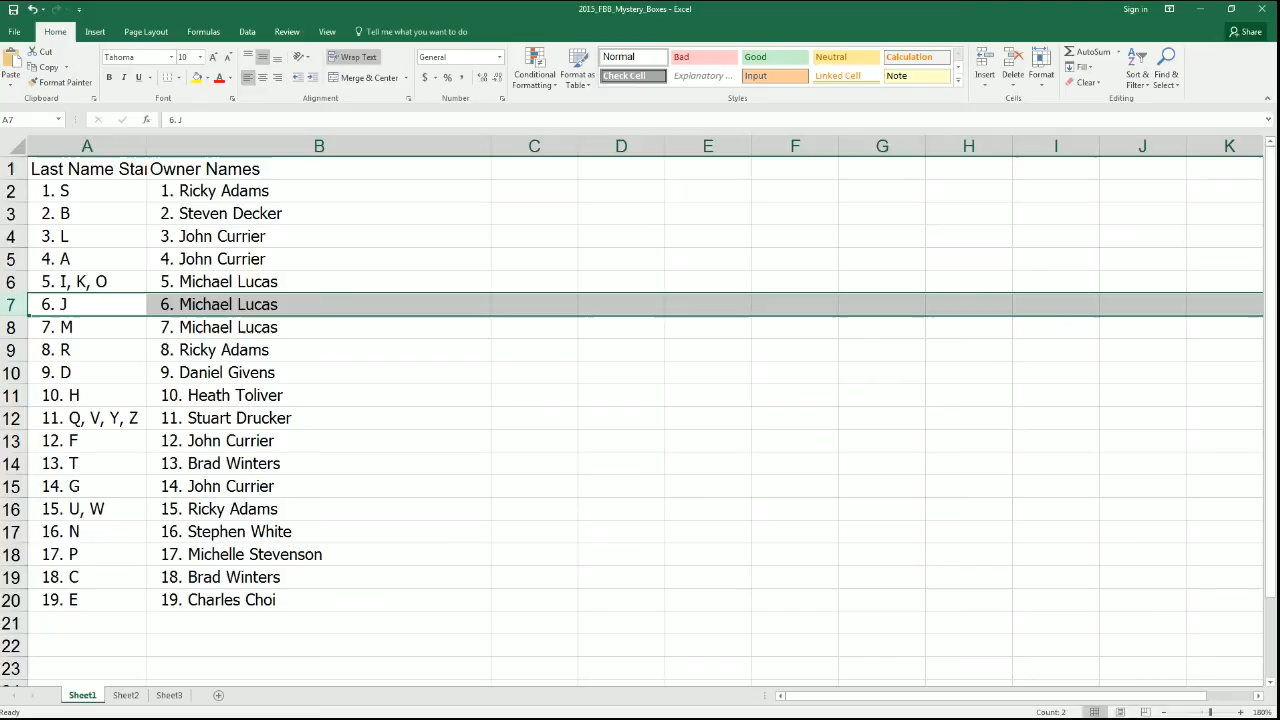 2015_FBB_Mystery_Boxes - Excel
Sign in
File Home Insert Page Layout Formulas Data Review View Tell me what you want to do Share
Paste Cut Copy Format Painter Clipboard
Tahoma 10 A A B I U A Font
Wrap Text Merge & Center Alignment
General $ % , Number
Conditional Formatting Format as Table
Normal Bad Good Neutral Calculation
Check Cell Explanatory ... Input Linked Cell Note
Styles
Insert Delete Format Cells
AutoSum Fill Clear Sort & Filter Find & Select Editing
A7 fx 6. J
A B C D E F G H I J K
1 Last Name Star Owner Names
2 1. S 1. Ricky Adams
3 2. B 2. Steven Decker
4 3. L 3. John Currier
5 4. A 4. John Currier
6 5. I, K, O 5. Michael Lucas
7 6. J 6. Michael Lucas
8 7. M 7. Michael Lucas
9 8. R 8. Ricky Adams
10 9. D 9. Daniel Givens
11 10. H 10. Heath Toliver
12 11. Q, V, Y, Z 11. Stuart Drucker
13 12. F 12. John Currier
14 13. T 13. Brad Winters
15 14. G 14. John Currier
16 15. U, W 15. Ricky Adams
17 16. N 16. Stephen White
18 17. P 17. Michelle Stevenson
19 18. C 18. Brad Winters
20 19. E 19. Charles Choi
21
22
23
Sheet1 Sheet2 Sheet3
Ready Count: 2 180%